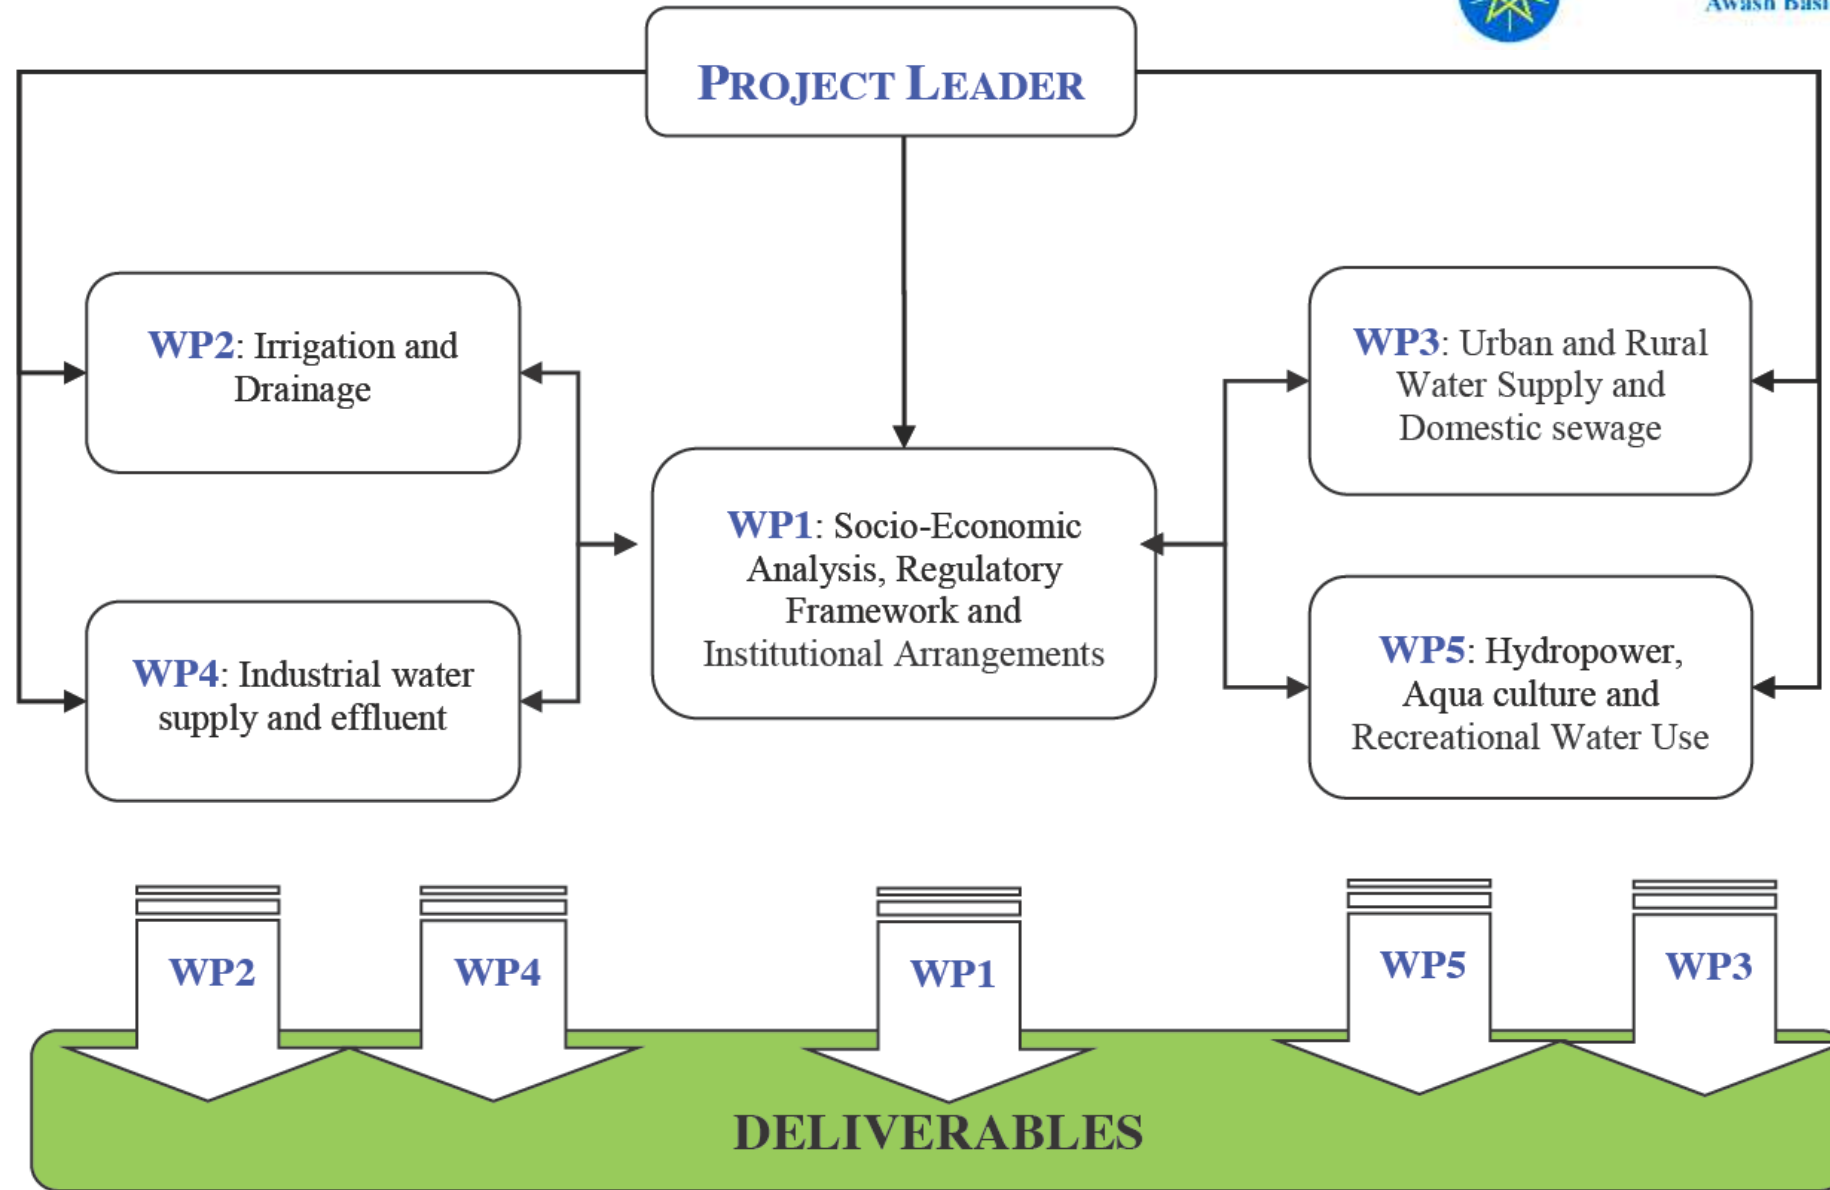 Awash Basi
PROJECT LEADER
WP2: Irrigation and
Drainage
WP3: Urban and Rural
Water Supply and
Domestic sewage
WP1: Socio-Economic
Analysis, Regulatory
Framework and
Institutional Arrangements
WP4: Industrial water
supply and effluent
WP5: Hydropower,
Aqua culture and
Recreational Water Use
WP2
WP4
WP1
WP5
WP3
DELIVERABLES